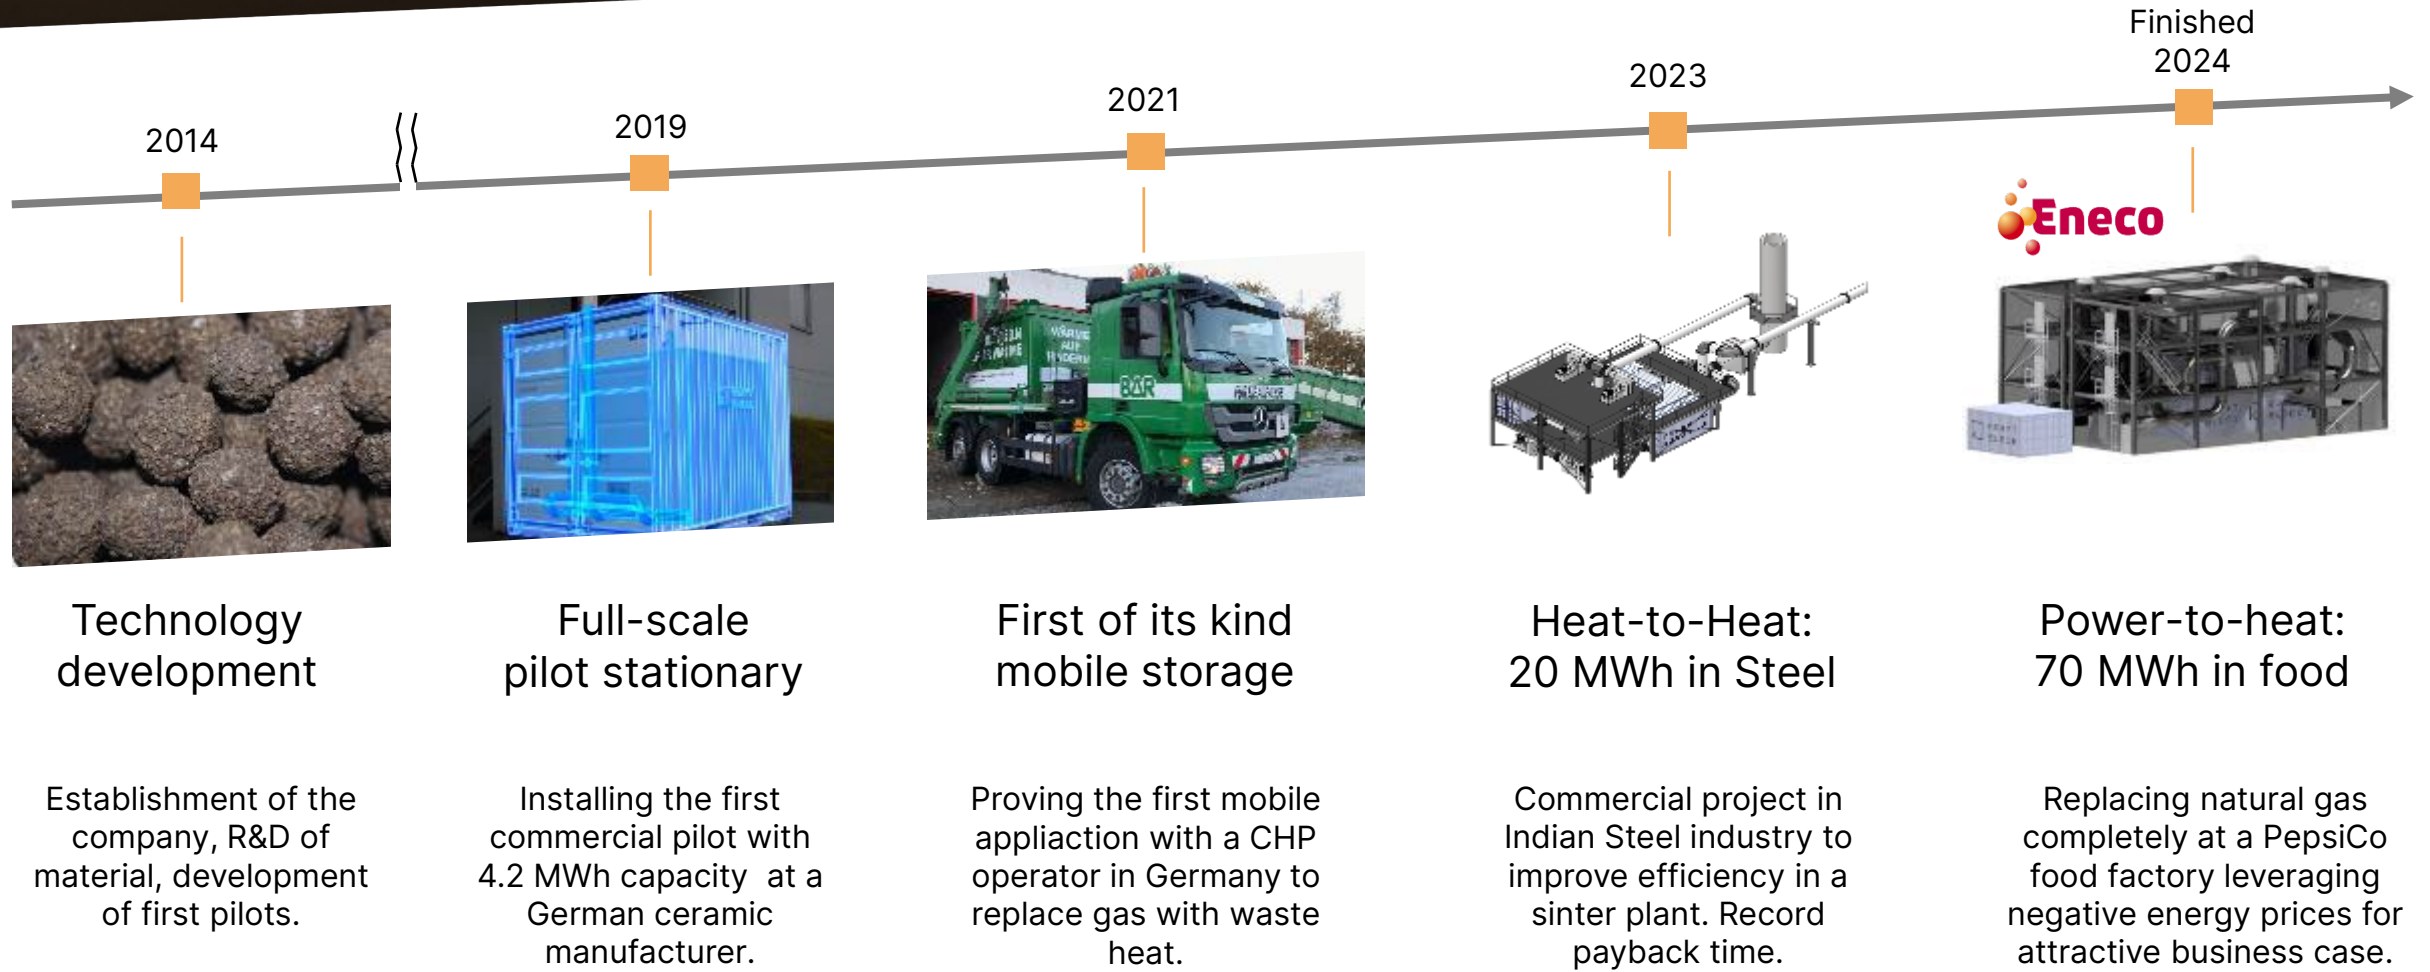 Finished
2024
2023
2021
2019
2014
Eneco
WÄRME
AUF
BAR
Technology
development
Full-scale
pilot stationary
First of its kind
mobile storage
Heat-to-Heat:
20 MWh in Steel
Power-to-heat:
70 MWh in food
Establishment of the
company, R&D of
material, development
of first pilots.
Installing the first
commercial pilot with
4.2 MWh capacity  at a
German ceramic
manufacturer.
Proving the first mobile
appliaction with a CHP
operator in Germany to
replace gas with waste
heat.
Commercial project in
Indian Steel industry to
improve efficiency in a
sinter plant. Record
payback time.
Replacing natural gas
completely at a PepsiCo
food factory leveraging
negative energy prices for
attractive business case.